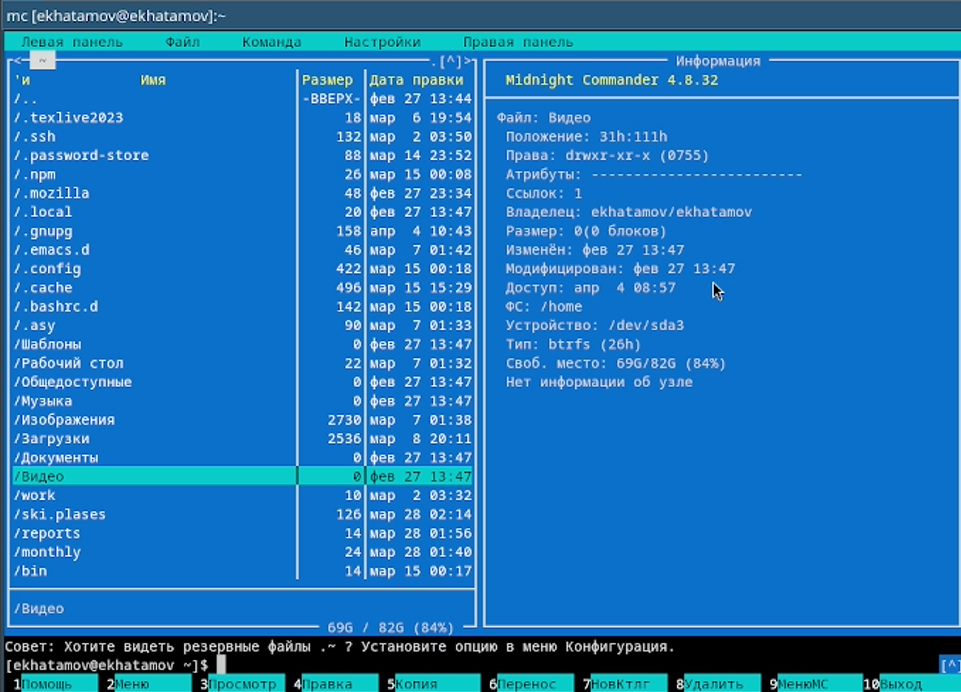 mc [ekhatamov@ekhatamov]:~
Левая панель Файл Команда Настройки Правая панель
<─ ~ .[^]>
'и Имя Размер Дата правки
/.. -ВВЕРХ- фев 27 13:44
/.texlive2023 18 мар 6 19:54
/.ssh 132 мар 2 03:50
/.password-store 88 мар 14 23:52
/.npm 26 мар 15 00:08
/.mozilla 48 фев 27 23:34
/.local 20 фев 27 13:47
/.gnupg 158 апр 4 10:43
/.emacs.d 46 мар 7 01:42
/.config 422 мар 15 00:18
/.cache 496 мар 15 15:29
/.bashrc.d 142 мар 15 00:18
/.asy 90 мар 7 01:33
/Шаблоны 0 фев 27 13:47
/Рабочий стол 22 мар 7 01:32
/Общедоступные 0 фев 27 13:47
/Музыка 0 фев 27 13:47
/Изображения 2730 мар 7 01:38
/Загрузки 2536 мар 8 20:11
/Документы 0 фев 27 13:47
/Видео 0 фев 27 13:47
/work 10 мар 2 03:32
/ski.plases 126 мар 28 02:14
/reports 14 мар 28 01:56
/monthly 24 мар 28 01:40
/bin 14 мар 15 00:17
/Видео
69G / 82G (84%)
Информация
Midnight Commander 4.8.32
Файл: Видео
Положение: 31h:111h
Права: drwxr-xr-x (0755)
Атрибуты: -------------------------
Ссылок: 1
Владелец: ekhatamov/ekhatamov
Размер: 0(0 блоков)
Изменён: фев 27 13:47
Модифицирован: фев 27 13:47
Доступ: апр 4 08:57
ФС: /home
Устройство: /dev/sda3
Тип: btrfs (26h)
Своб. место: 69G/82G (84%)
Нет информации об узле
Совет: Хотите видеть резервные файлы .~ ? Установите опцию в меню Конфигурация.
[ekhatamov@ekhatamov ~]$ [^]
1Помощь 2Меню 3Просмотр 4Правка 5Копия 6Перенос 7НовКтлг 8Удалить 9МенюMC 10Выход